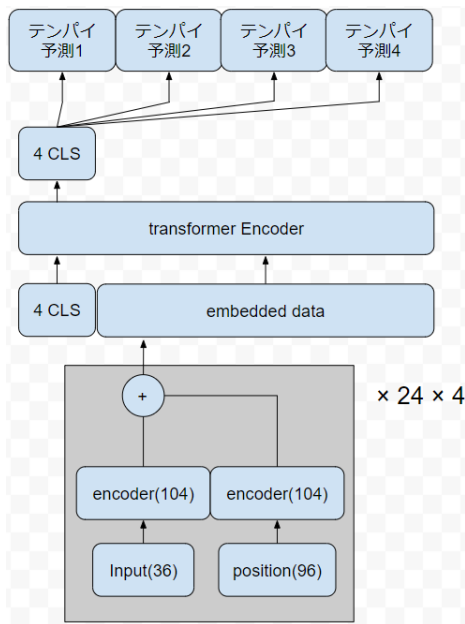 テンパイ
予測1
テンパイ
予測2
テンパイ
予測3
テンパイ
予測4
4 CLS
transformer Encoder
4 CLS
embedded data
× 24 × 4
+
encoder(104)
encoder(104)
Input(36)
position(96)